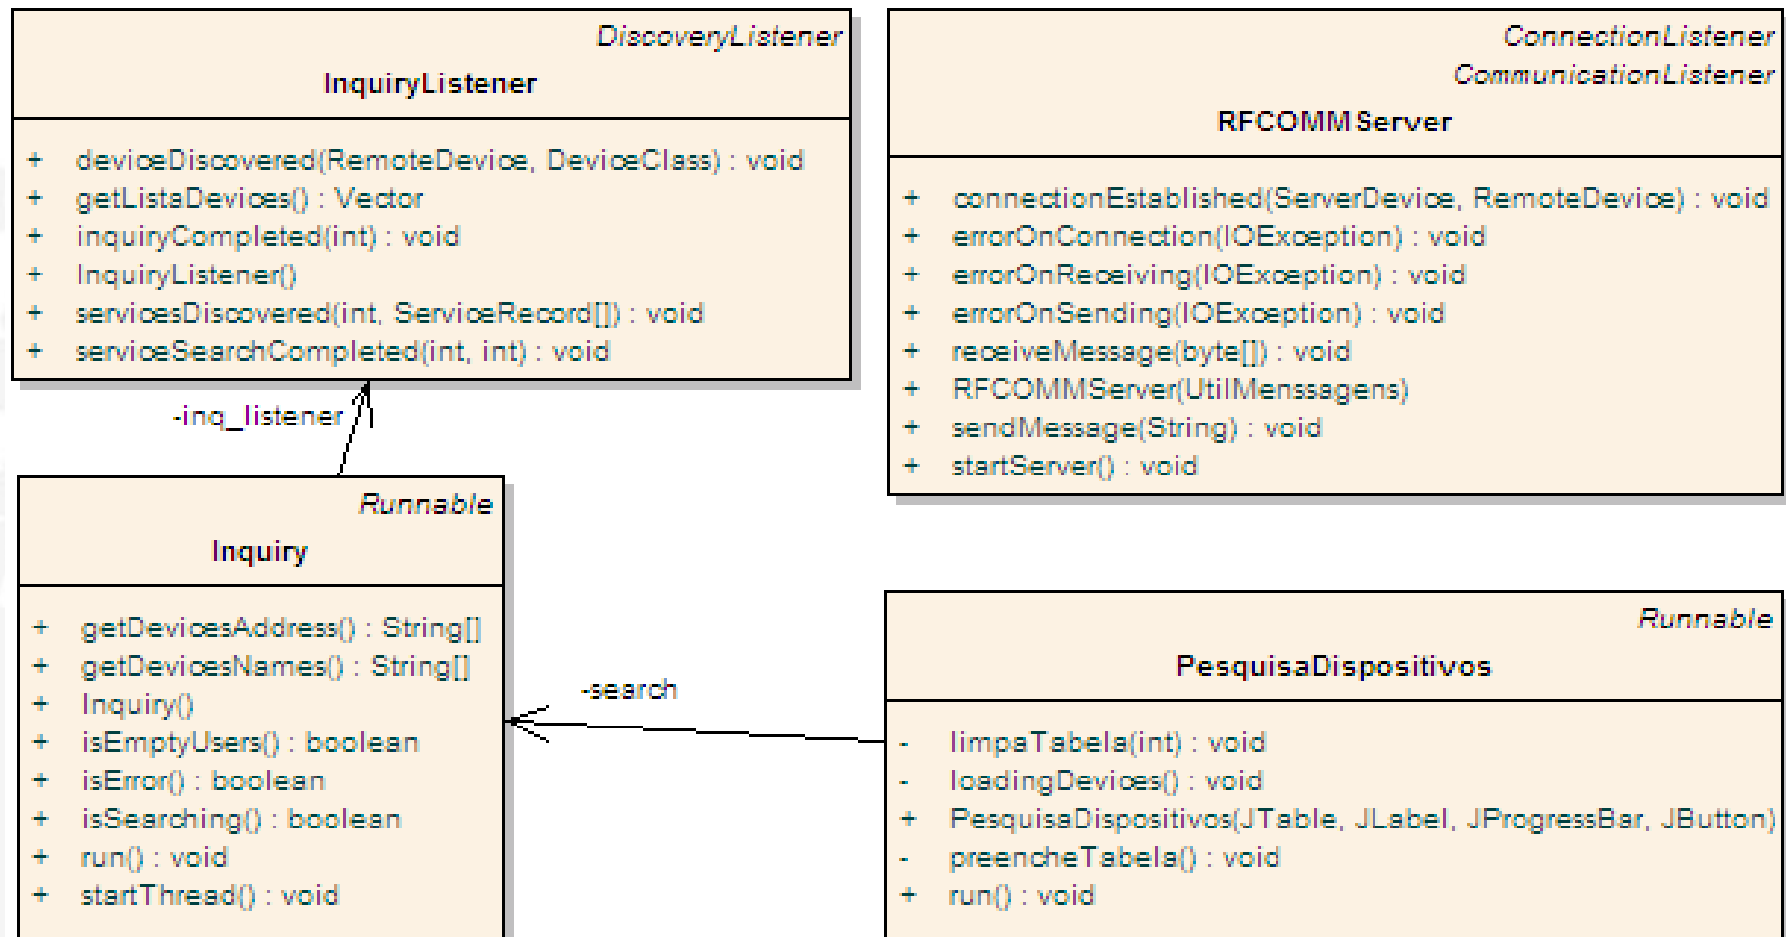 DiscoveryListener
InquiryListener
+ deviceDiscovered(RemoteDevice, DeviceClass) : void
+ getListaDevices() : Vector
+ inquiryCompleted(int) : void
+ InquiryListener()
+ servicesDiscovered(int, ServiceRecord[]) : void
+ serviceSearchCompleted(int, int) : void
ConnectionListener
CommunicationListener
RFCOMMServer
+ connectionEstablished(ServerDevice, RemoteDevice) : void
+ errorOnConnection(IOException) : void
+ errorOnReceiving(IOException) : void
+ errorOnSending(IOException) : void
+ receiveMessage(byte[]) : void
+ RFCOMMServer(UtilMenssagens)
+ sendMessage(String) : void
+ startServer() : void
-inq_listener
Runnable
Inquiry
+ getDevicesAddress() : String[]
+ getDevicesNames() : String[]
+ Inquiry()
+ isEmptyUsers() : boolean
+ isError() : boolean
+ isSearching() : boolean
+ run() : void
+ startThread() : void
-search
Runnable
PesquisaDispositivos
- limpaTabela(int) : void
- loadingDevices() : void
+ PesquisaDispositivos(JTable, JLabel, JProgressBar, JButton)
- preencheTabela() : void
+ run() : void